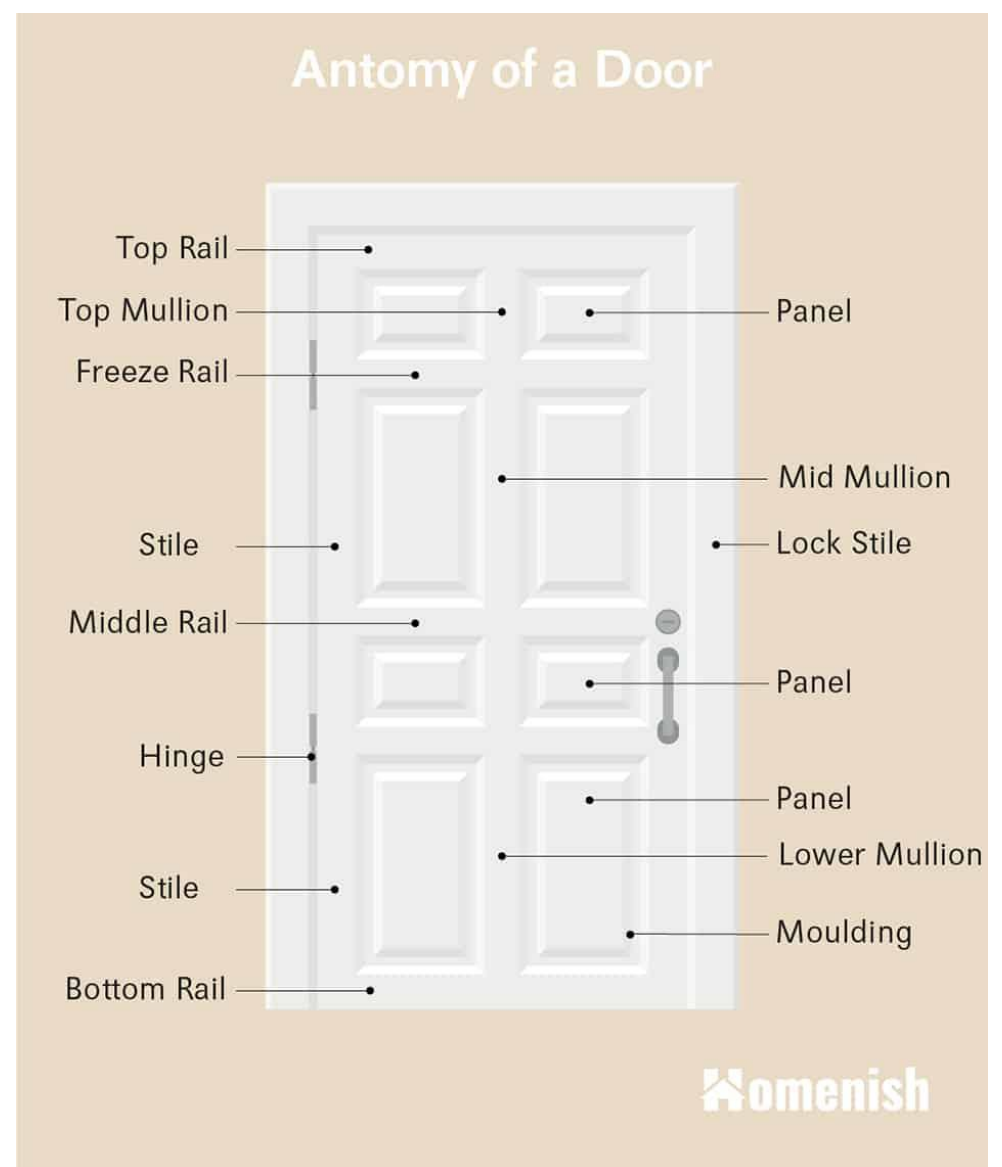 Antomy of a Door
Top Rail
Top Mullion
Panel
Freeze Rail
Mid Mullion
Stile
Lock Stile
Middle Rail
Panel
Hinge
Panel
Lower Mullion
Stile
Moulding
Bottom Rail
Homenish